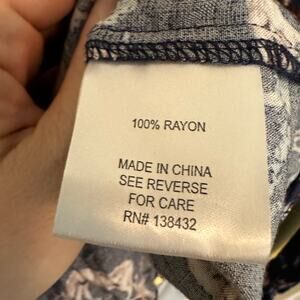 100% RAYON
MADE IN CHINA
SEE REVERSE
FOR CARE
RN# 138432